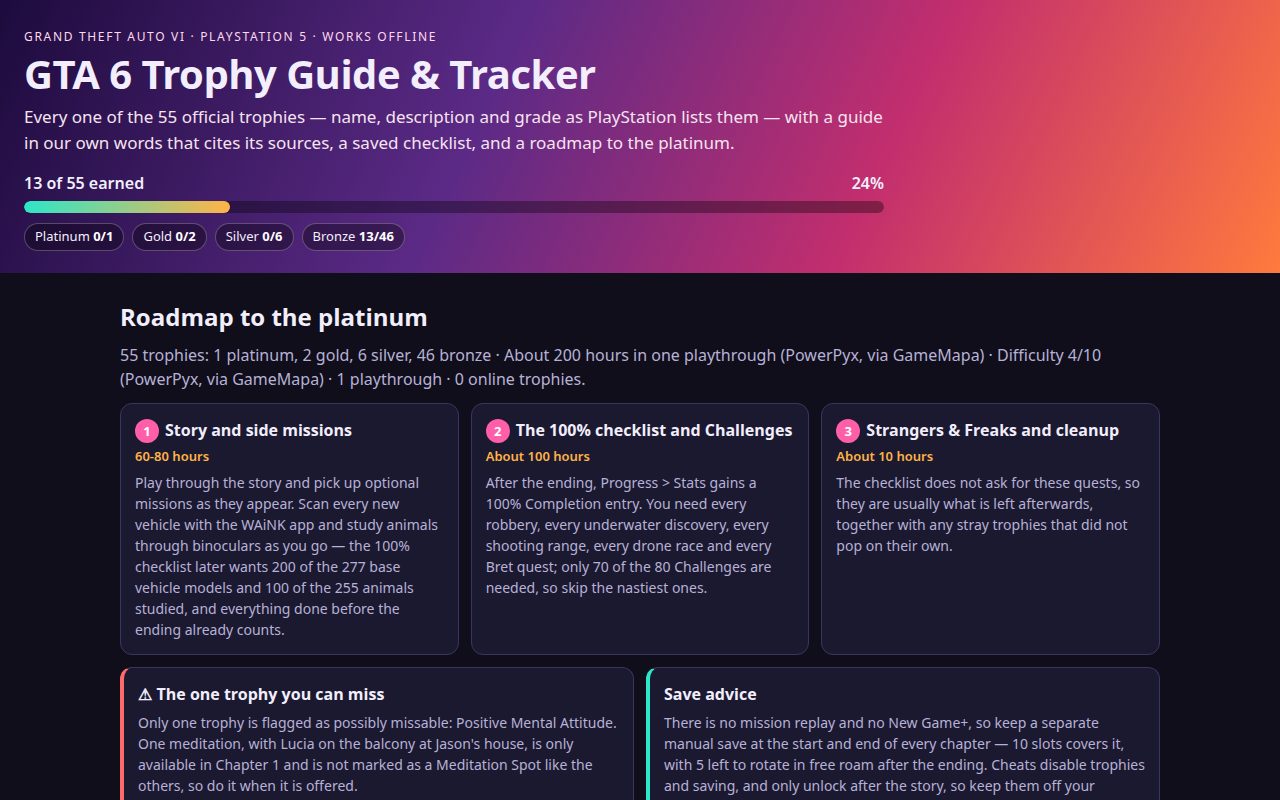 GRAND THEFT AUTO VI · PLAYSTATION 5 · WORKS OFFLINE
GTA 6 Trophy Guide & Tracker
Every one of the 55 official trophies — name, description and grade as PlayStation lists them — with a guide
in our own words that cites its sources, a saved checklist, and a roadmap to the platinum.
13 of 55 earned
24%
Platinum 0/1
Gold 0/2
Silver 0/6
Bronze 13/46
Roadmap to the platinum
55 trophies: 1 platinum, 2 gold, 6 silver, 46 bronze · About 200 hours in one playthrough (PowerPyx, via GameMapa) · Difficulty 4/10
(PowerPyx, via GameMapa) · 1 playthrough · 0 online trophies.
1 Story and side missions
60-80 hours
Play through the story and pick up optional
missions as they appear. Scan every new
vehicle with the WAiNK app and study animals
through binoculars as you go — the 100%
checklist later wants 200 of the 277 base
vehicle models and 100 of the 255 animals
studied, and everything done before the
ending already counts.
2 The 100% checklist and Challenges
About 100 hours
After the ending, Progress > Stats gains a
100% Completion entry. You need every
robbery, every underwater discovery, every
shooting range, every drone race and every
Bret quest; only 70 of the 80 Challenges are
needed, so skip the nastiest ones.
3 Strangers & Freaks and cleanup
About 10 hours
The checklist does not ask for these quests, so
they are usually what is left afterwards,
together with any stray trophies that did not
pop on their own.
⚠ The one trophy you can miss
Only one trophy is flagged as possibly missable: Positive Mental Attitude.
One meditation, with Lucia on the balcony at Jason's house, is only
available in Chapter 1 and is not marked as a Meditation Spot like the
others, so do it when it is offered.
Save advice
There is no mission replay and no New Game+, so keep a separate
manual save at the start and end of every chapter — 10 slots covers it,
with 5 left to rotate in free roam after the ending. Cheats disable trophies
and saving, and only unlock after the story, so keep them off your